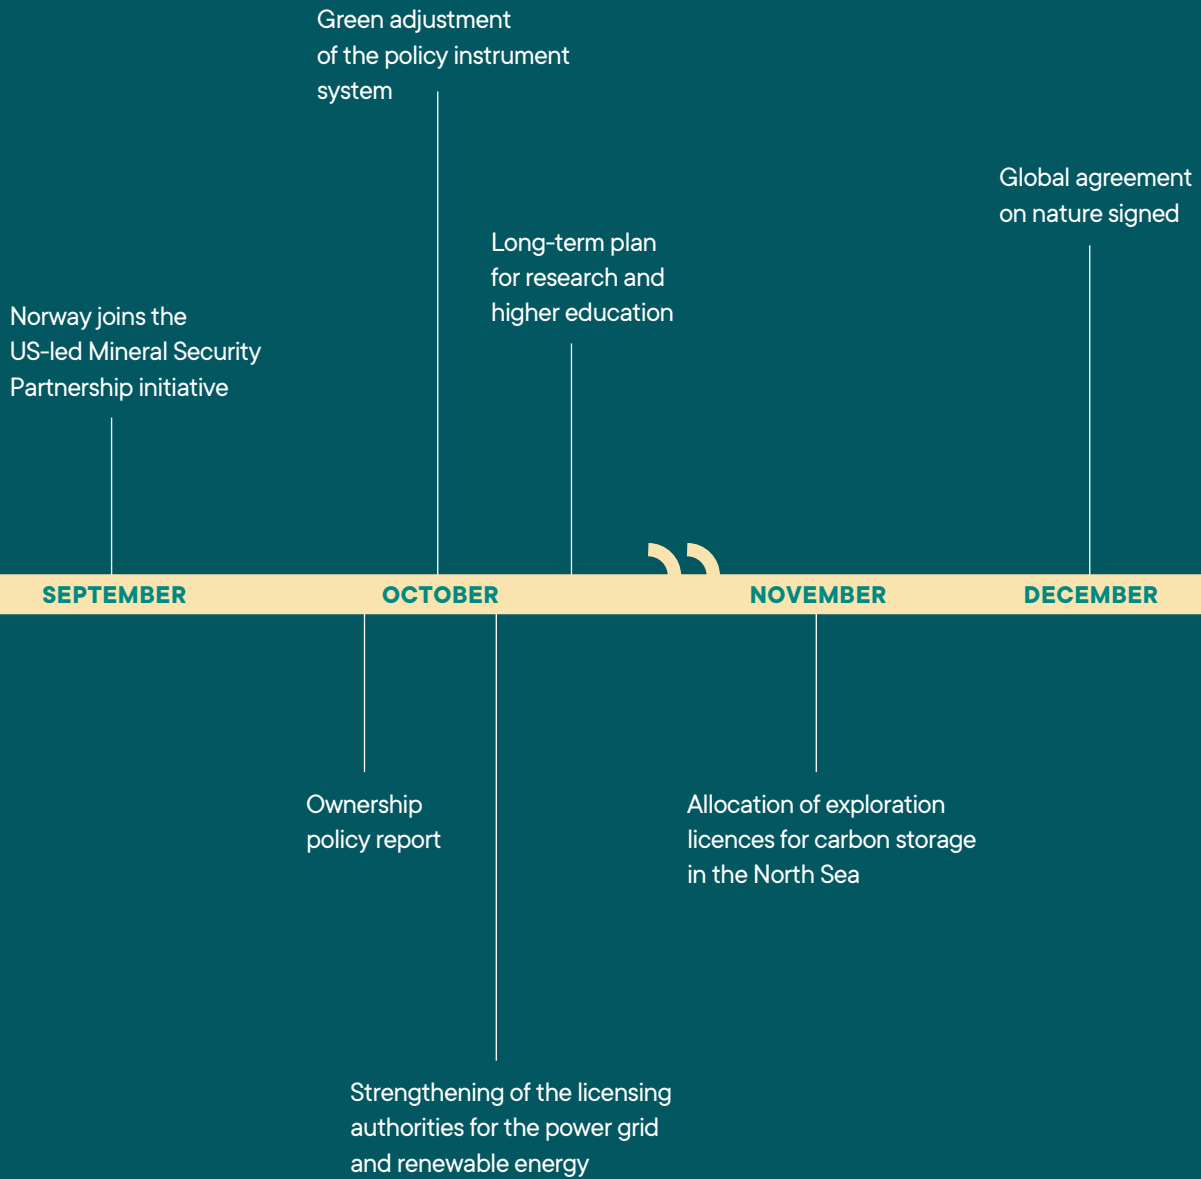 Green adjustment
of the policy instrument
system
Global agreement
on nature signed
Long-term plan
for research and
higher education
Norway joins the
US-led Mineral Security
Partnership initiative
SEPTEMBER
OCTOBER
NOVEMBER
DECEMBER
Ownership
policy report
Allocation of exploration
licences for carbon storage
in the North Sea
Strengthening of the licensing
authorities for the power grid
and renewable energy